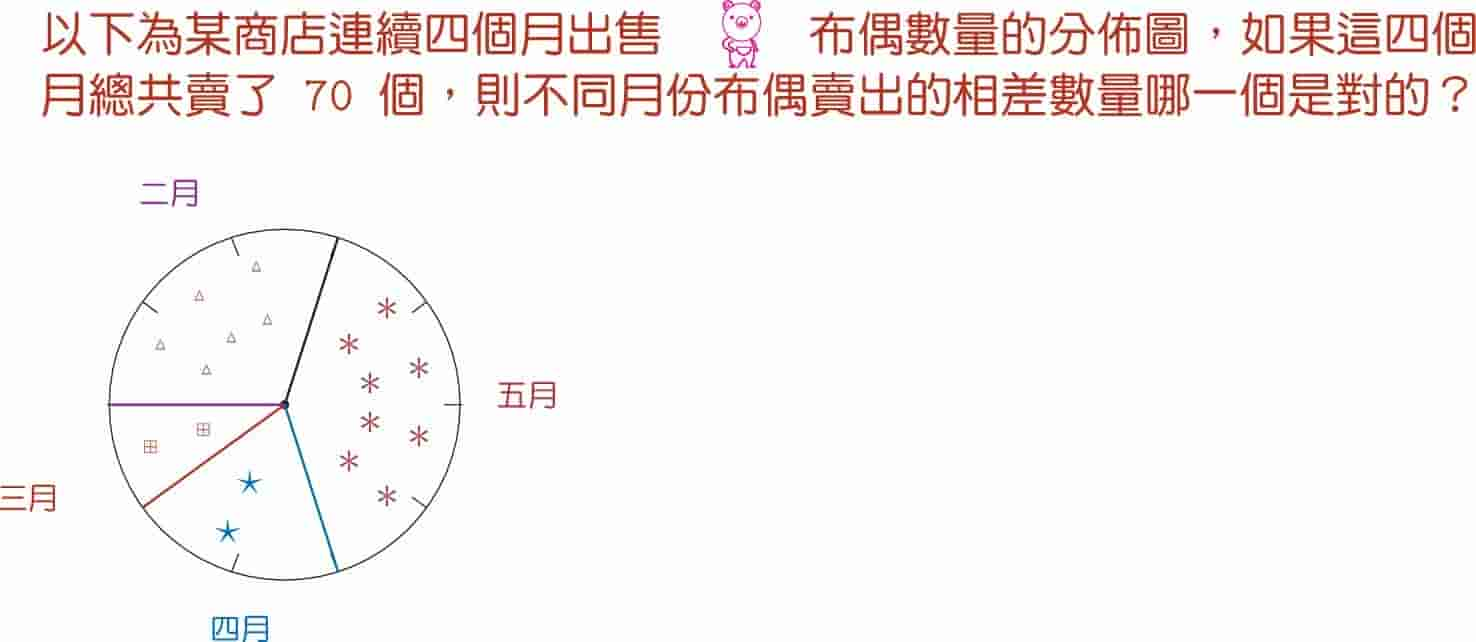 以下為某商店連續四個月出售 布偶數量的分佈圖，如果這四個
月總共賣了 70 個，則不同月份布偶賣出的相差數量哪一個是對的？
二月
五月
三月
四月